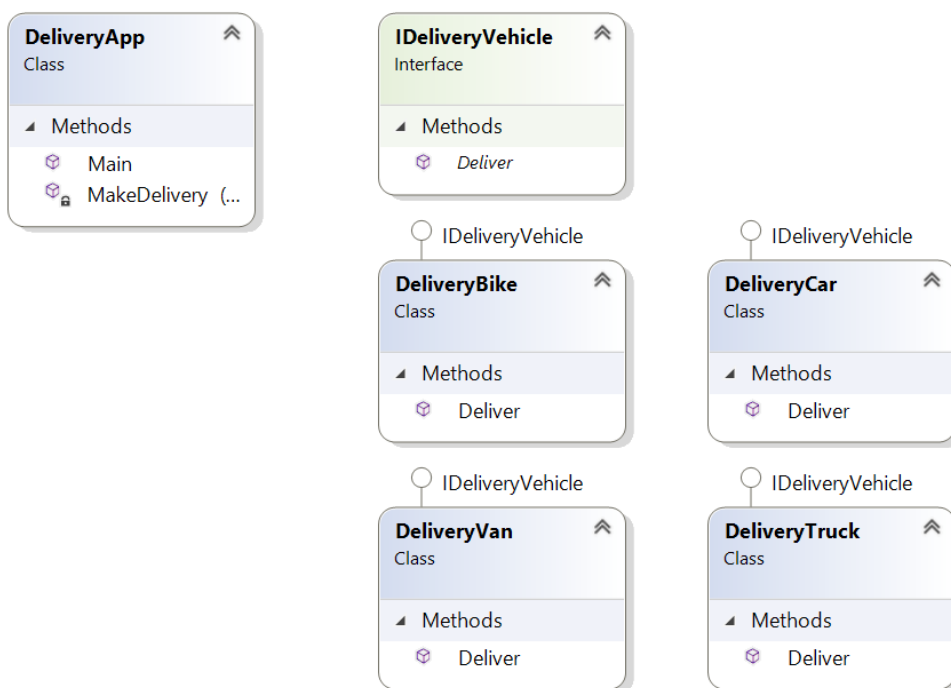 DeliveryApp
Class
Methods
Main
MakeDelivery (...
IDeliveryVehicle
Interface
Methods
Deliver
IDeliveryVehicle
DeliveryBike
Class
Methods
Deliver
IDeliveryVehicle
DeliveryCar
Class
Methods
Deliver
IDeliveryVehicle
DeliveryVan
Class
Methods
Deliver
IDeliveryVehicle
DeliveryTruck
Class
Methods
Deliver